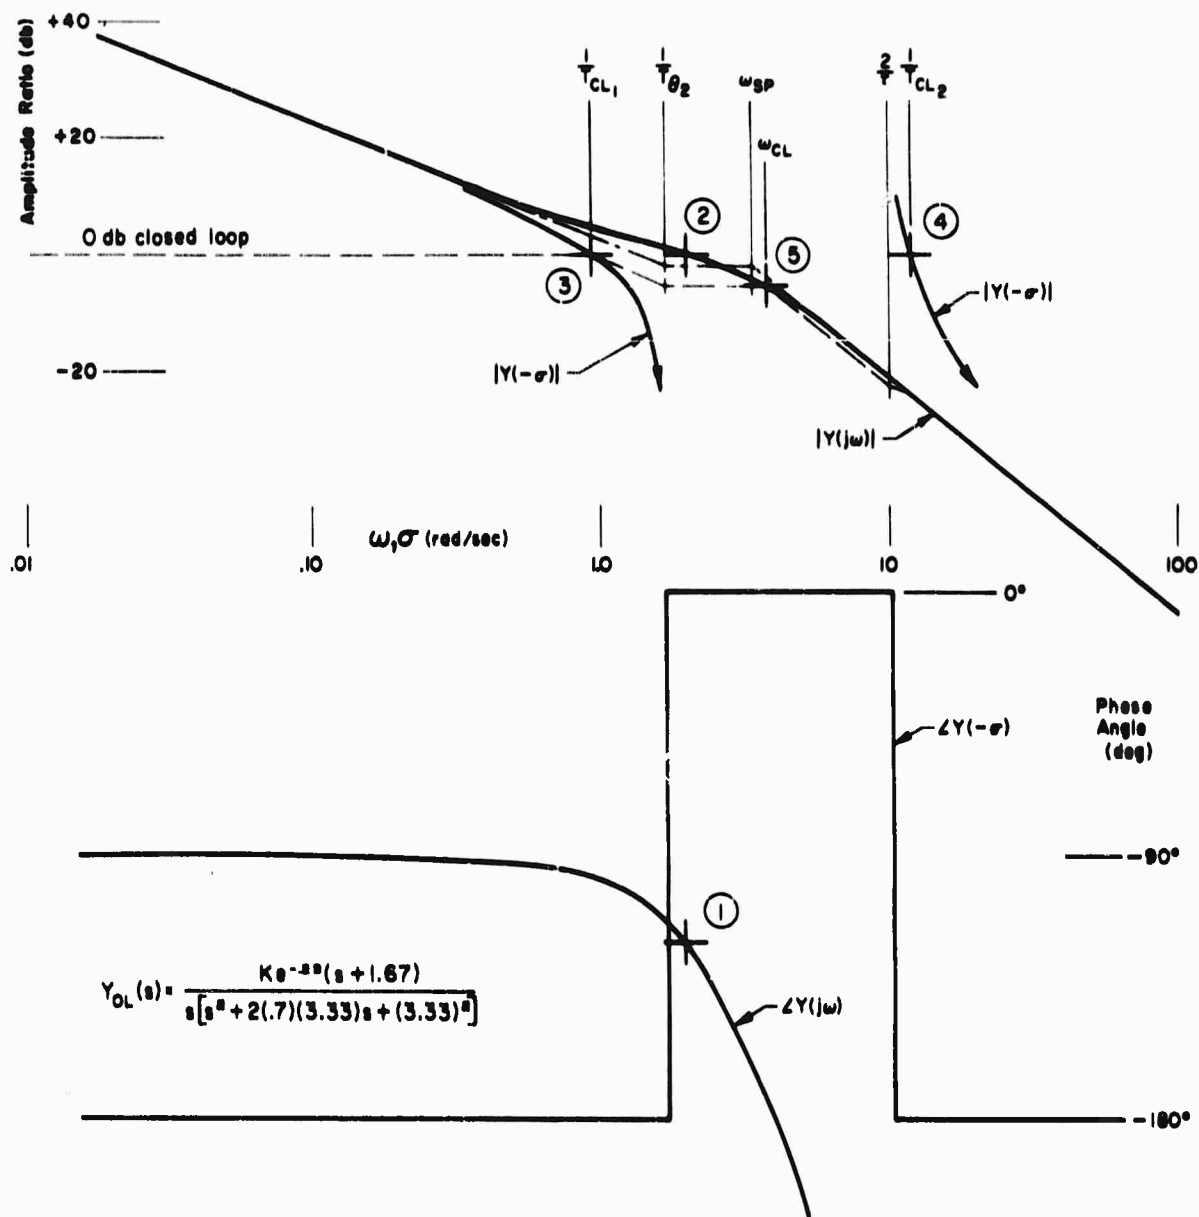 Amplitude Ratio (db)
+40
+20
0 db closed loop
-20
1/T_CL₁
1/T_θ₂
ω_SP
ω_CL
2/τ
1/T_CL₂
②
⑤
④
③
|Y(-σ)|
|Y(-σ)|
|Y(jω)|
.01
.10
ω,σ (rad/sec)
1.0
10
100
0°
∠Y(-σ)
Phase
Angle
(deg)
-90°
①
∠Y(jω)
Y_OL(s) = Ke^-.2s(s+1.67) / s[s²+2(.7)(3.33)s+(3.33)²]
-180°